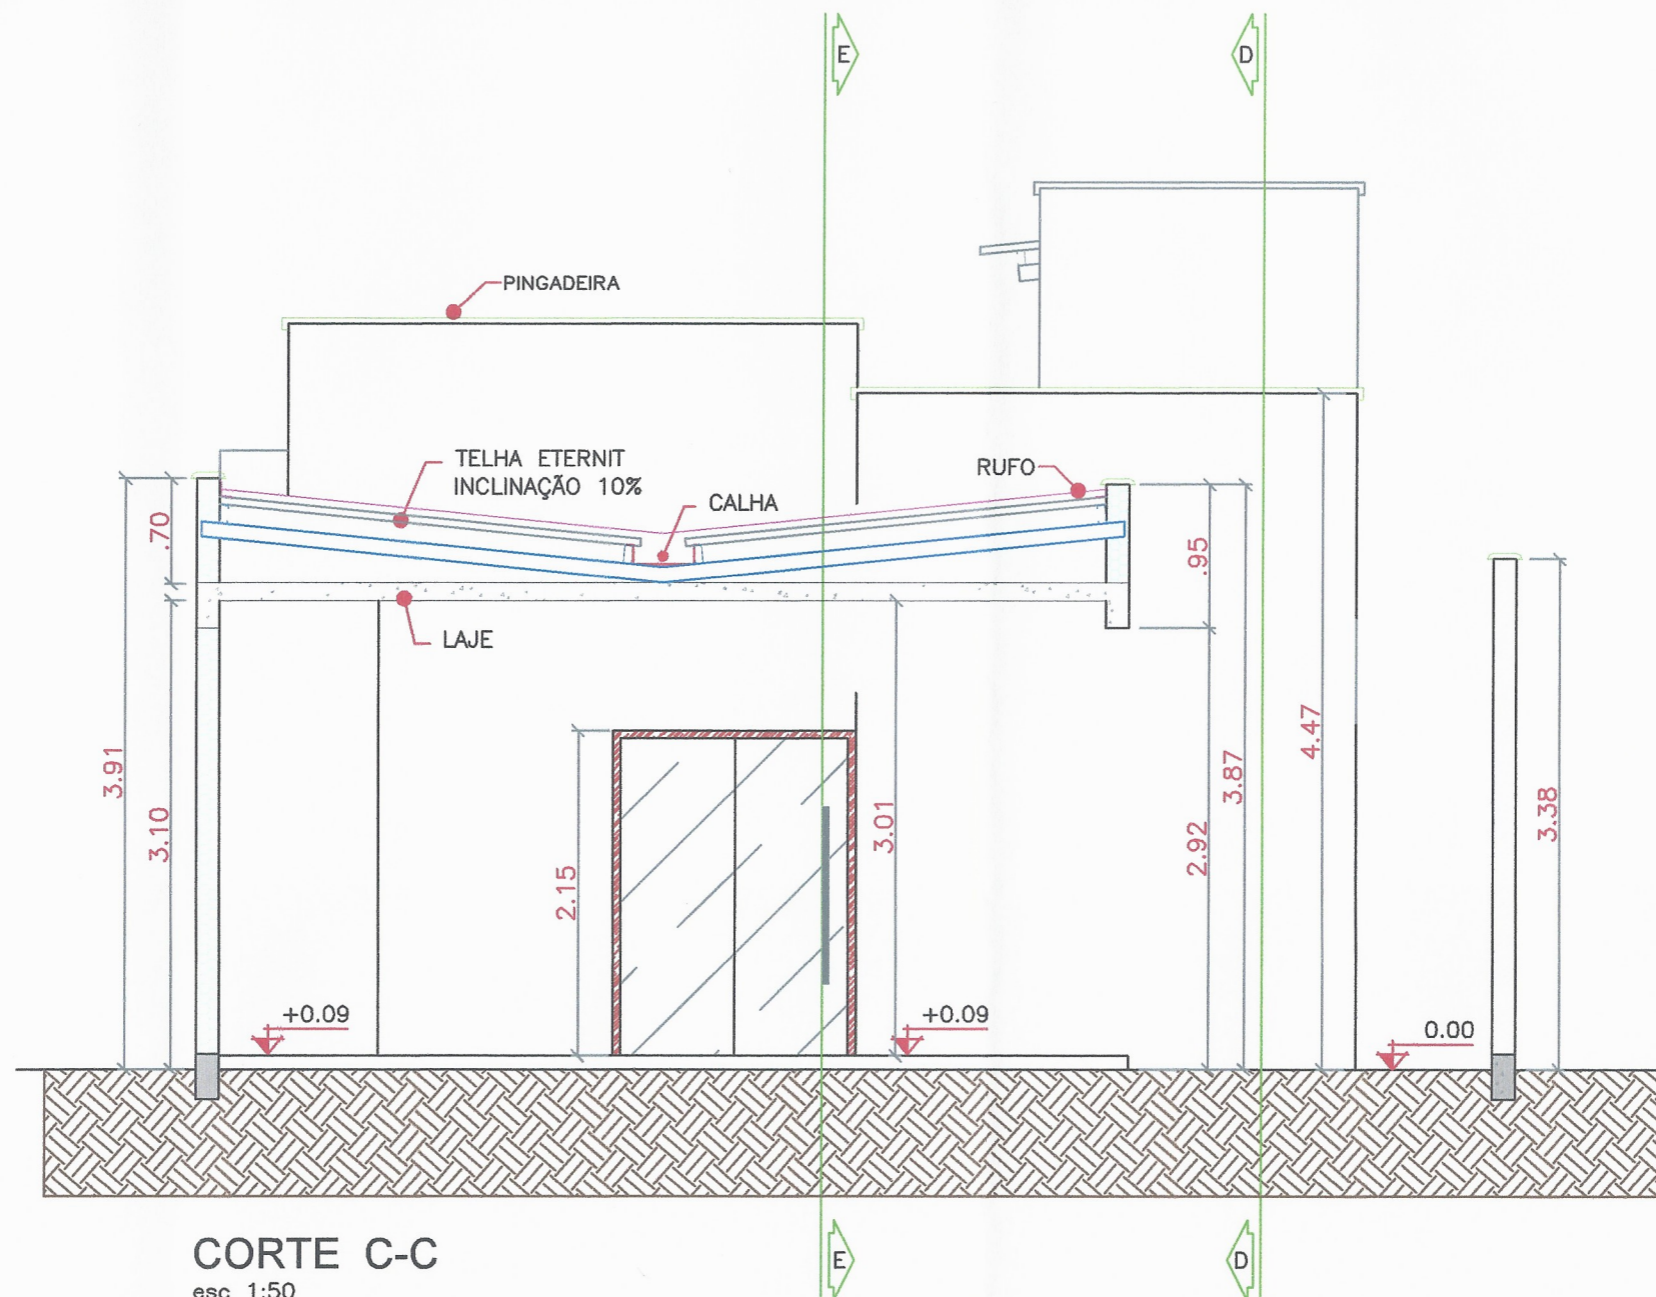 E
D
PINGADEIRA
TELHA ETERNIT
INCLINAÇÃO 10%
CALHA
RUFO
LAJE
.70
.95
3.91
3.10
2.15
3.01
2.92
3.87
4.47
3.38
+0.09
+0.09
0.00
E
D
CORTE C-C
esc 1:50